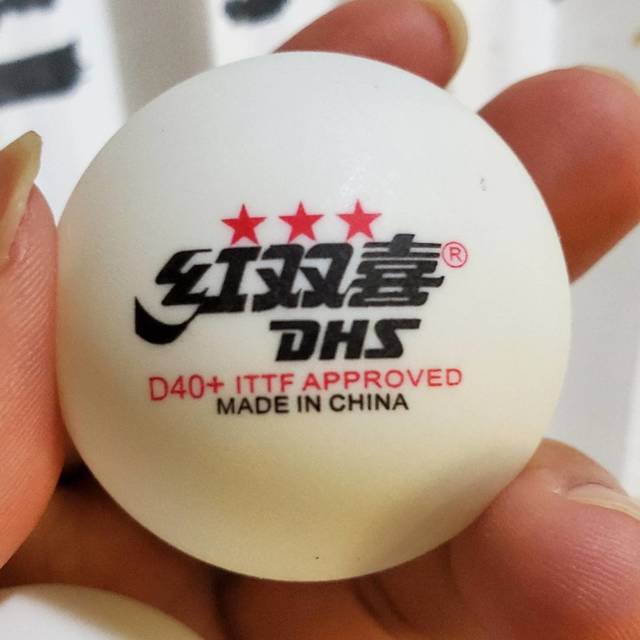 ★★★
红双喜®
DHS
D40+ ITTF APPROVED
MADE IN CHINA